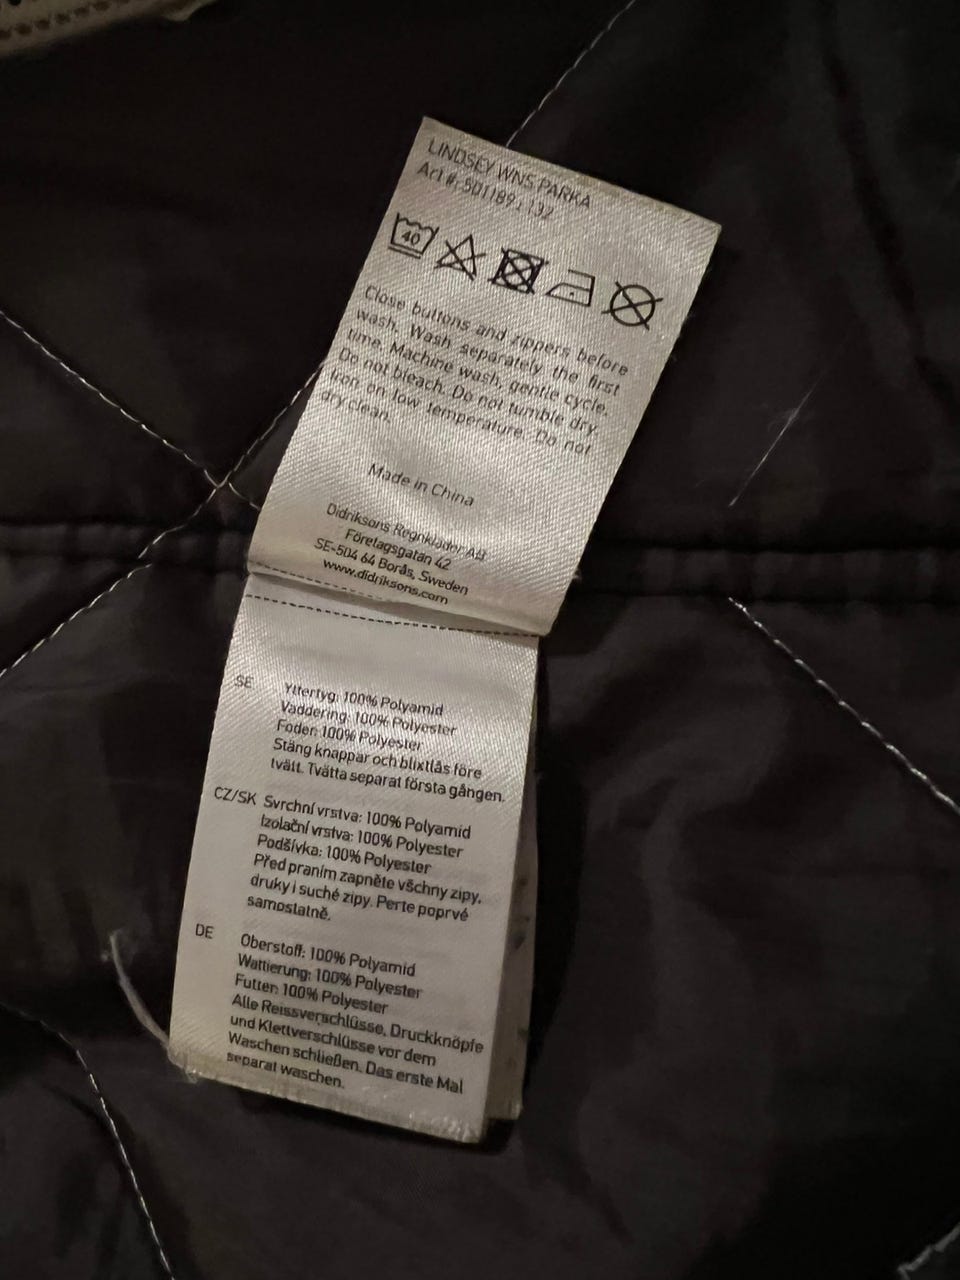 LINDSEY WNS PARKA
Art #: 501189, 132
40
Close buttons and zippers before
wash. Wash separately the first
time. Machine wash, gentle cycle.
Do not bleach. Do not tumble dry.
Iron on low temperature. Do not
dryclean.
Made in China
Didriksons Regnkläder AB
Företagsgatan 42
SE-504 64 Borås, Sweden
www.didriksons.com
SE Yttertyg: 100% Polyamid
Vaddering: 100% Polyester
Foder: 100% Polyester
Stäng knappar och blixtlås före
tvätt. Tvätta separat första gången.
CZ/SK Svrchní vrstva: 100% Polyamid
Izolační vrstva: 100% Polyester
Podšívka: 100% Polyester
Před praním zapněte všchny zipy,
druky i suché zipy. Perte poprvé
samostatně.
DE Oberstoff: 100% Polyamid
Wattierung: 100% Polyester
Futter: 100% Polyester
Alle Reissverschlüsse, Druckknöpfe
und Klettverschlüsse vor dem
Waschen schließen. Das erste Mal
separat waschen.